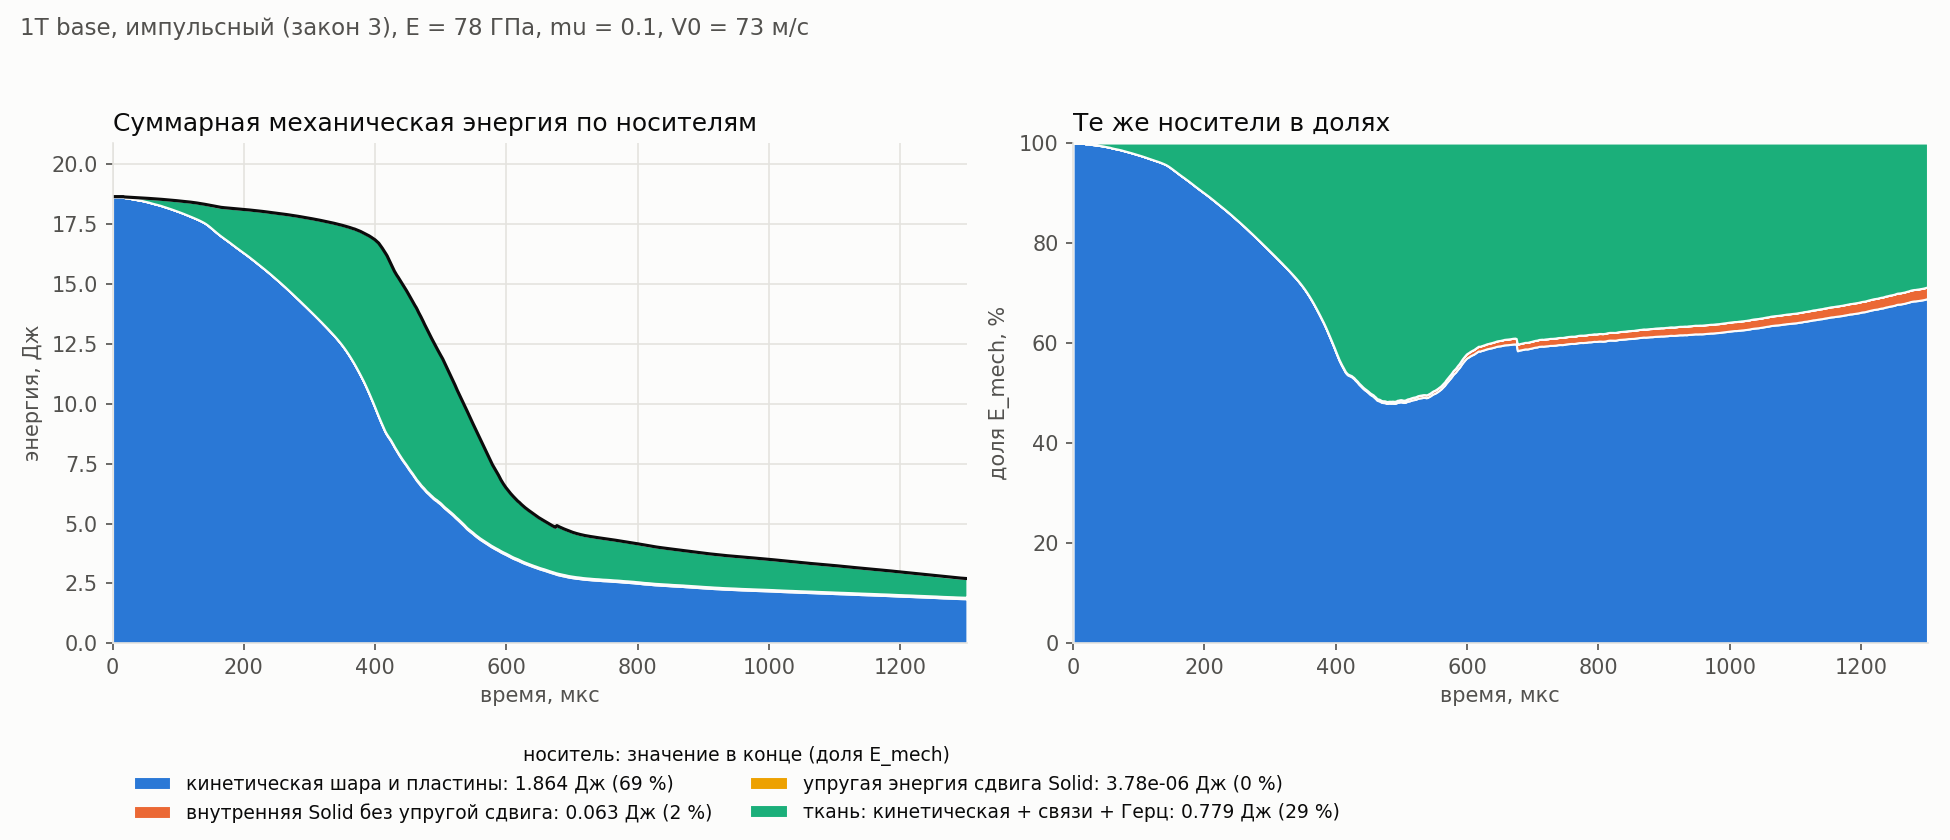 1T base, импульсный (закон 3), E = 78 ГПа, mu = 0.1, V0 = 73 м/с
Суммарная механическая энергия по носителям
20.0
17.5
15.0
12.5
10.0
7.5
5.0
2.5
0.0
энергия, Дж
0 200 400 600 800 1000 1200
время, мкс
Те же носители в долях
100
80
60
40
20
0
доля E_mech, %
0 200 400 600 800 1000 1200
время, мкс
носитель: значение в конце (доля E_mech)
кинетическая шара и пластины: 1.864 Дж (69 %)
внутренняя Solid без упругой сдвига: 0.063 Дж (2 %)
упругая энергия сдвига Solid: 3.78e-06 Дж (0 %)
ткань: кинетическая + связи + Герц: 0.779 Дж (29 %)